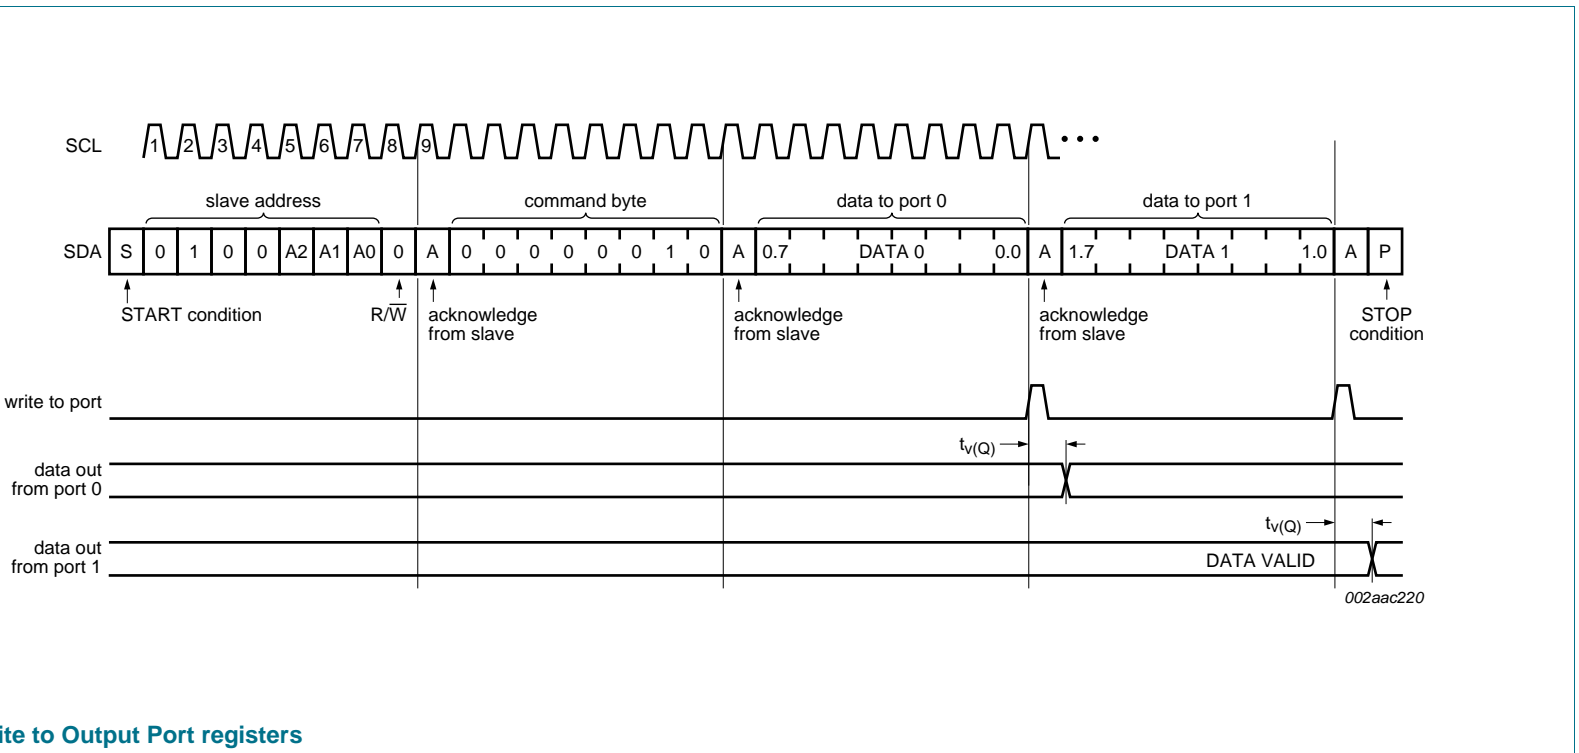 SCL
1 2 3 4 5 6 7 8 9
slave address command byte data to port 0 data to port 1
SDA S 0 1 0 0 A2 A1 A0 0 A 0 0 0 0 0 0 1 0 A 0.7 DATA 0 0.0 A 1.7 DATA 1 1.0 A P
START condition R/W̅ acknowledge acknowledge acknowledge STOP
from slave from slave from slave condition
write to port
tv(Q)
data out
from port 0
tv(Q)
data out
from port 1
DATA VALID
002aac220
ite to Output Port registers